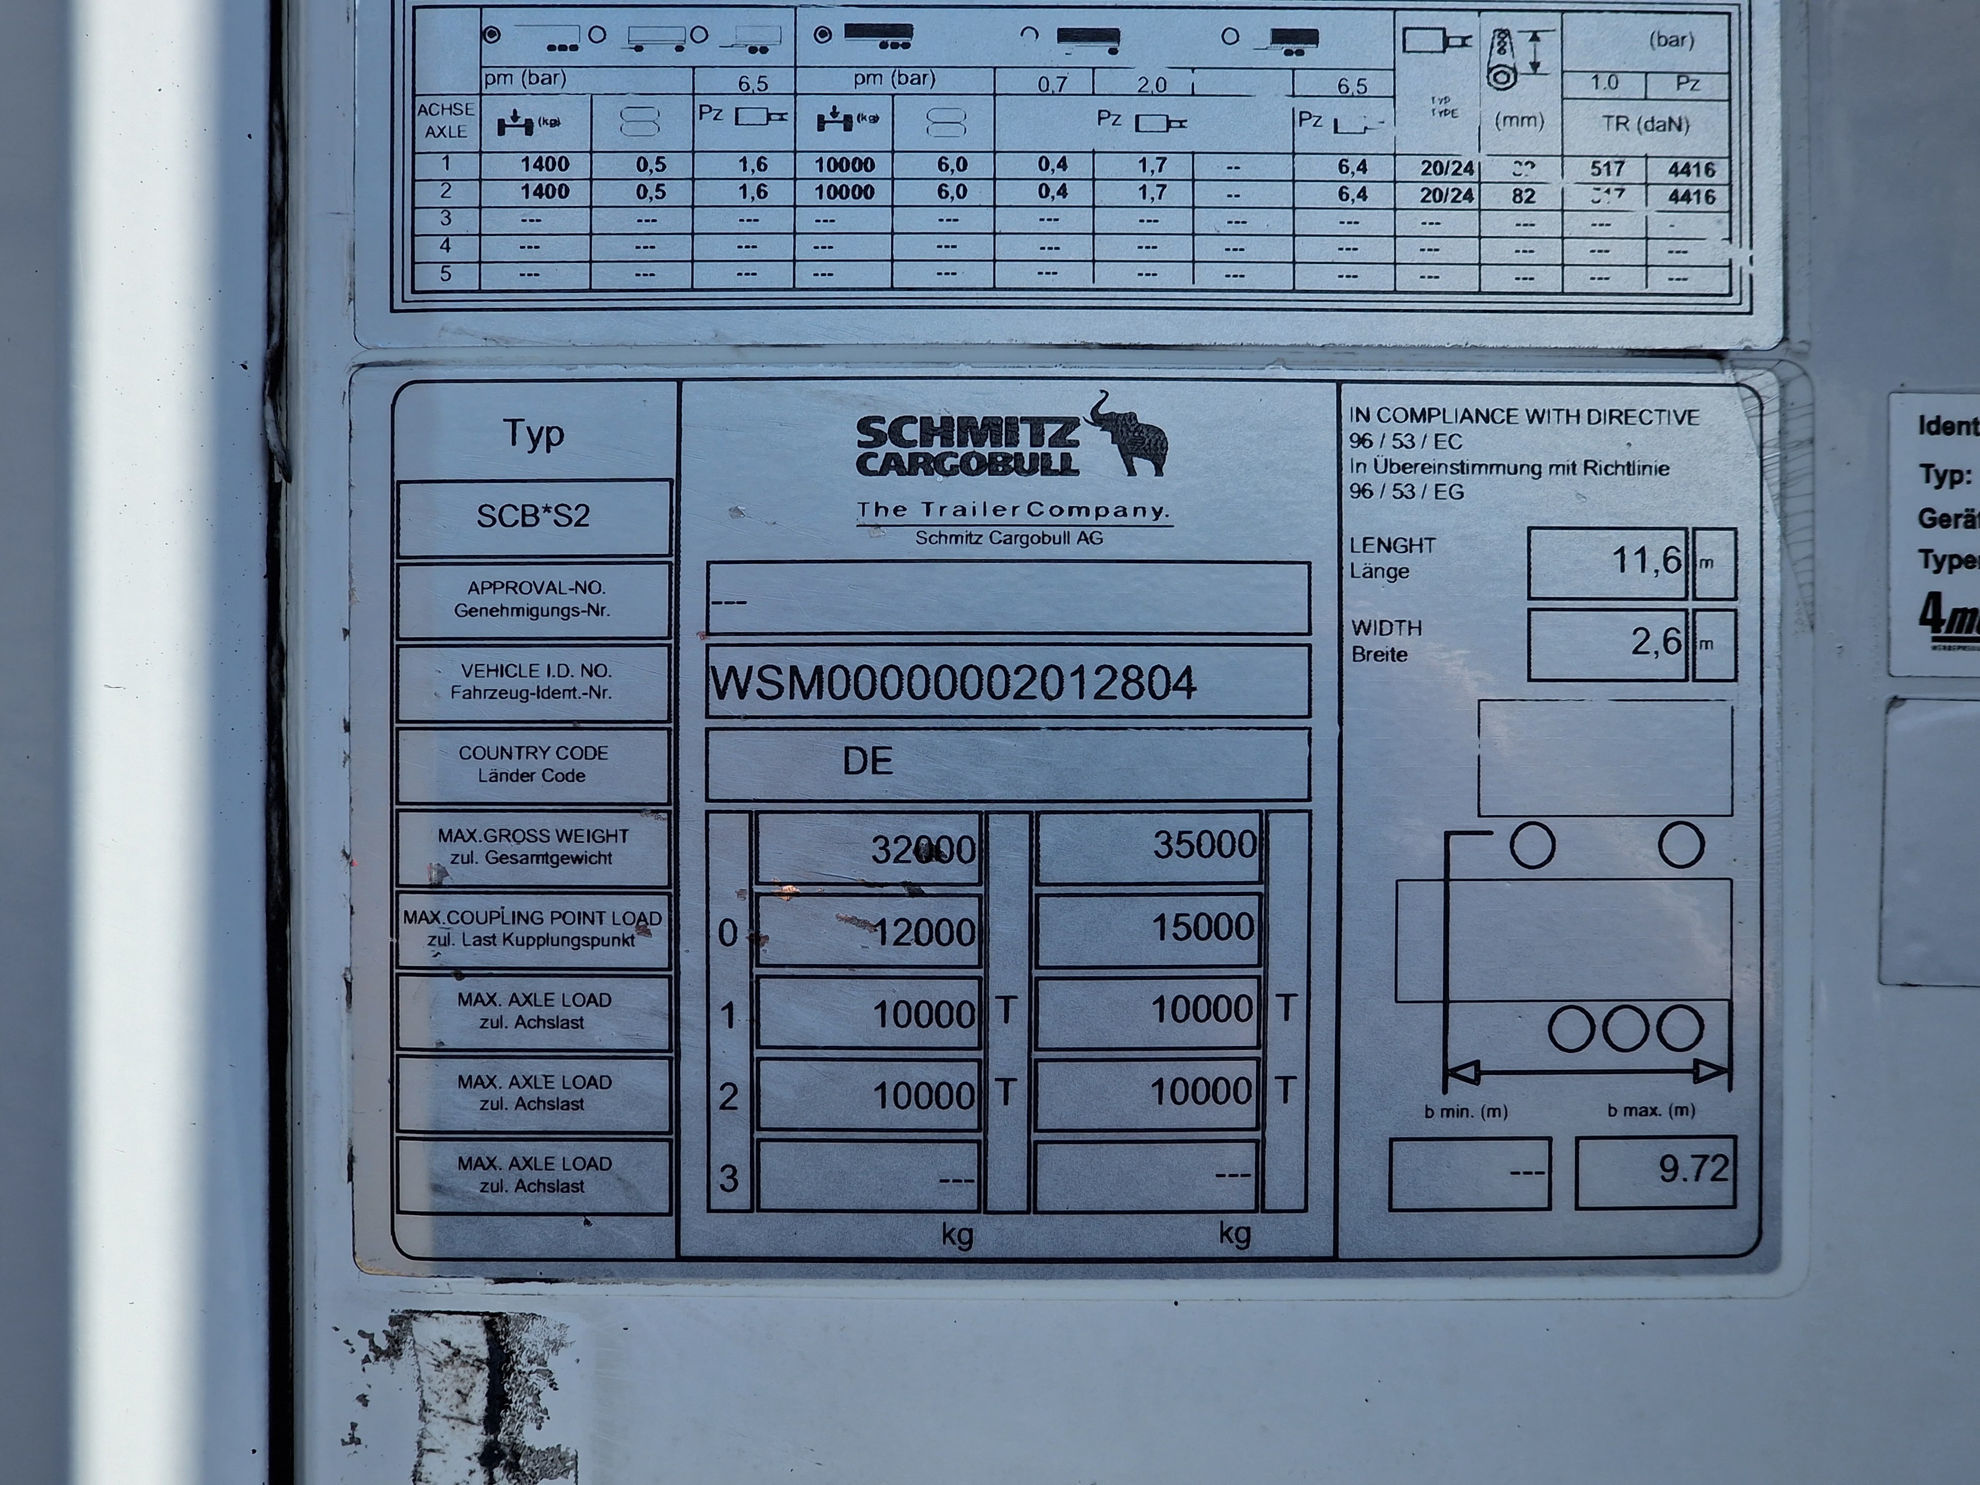 (bar)
pm (bar) 6,5 pm (bar) 0,7 2,0 6,5 1.0 Pz
ACHSE
AXLE (kg) Pz (kg) Pz Pz TYP
TYPE (mm) TR (daN)
1 1400 0,5 1,6 10000 6,0 0,4 1,7 -- 6,4 20/24 517 4416
2 1400 0,5 1,6 10000 6,0 0,4 1,7 -- 6,4 20/24 82 4416
3 --- --- --- --- --- --- --- -- --- --- --- --- -
4 --- --- --- --- --- --- --- -- --- --- --- --- ---
5 --- --- --- --- --- --- --- -- --- --- --- --- ---
Typ
SCB*S2
SCHMITZ
CARGOBULL
The TrailerCompany.
Schmitz Cargobull AG
APPROVAL-NO.
Genehmigungs-Nr.
---
VEHICLE I.D. NO.
Fahrzeug-Ident.-Nr.
WSM00000002012804
COUNTRY CODE
Länder Code
DE
MAX.GROSS WEIGHT
zul. Gesamtgewicht
32000 35000
MAX.COUPLING POINT LOAD
zul. Last Kupplungspunkt
0 12000 15000
MAX. AXLE LOAD
zul. Achslast
1 10000 T 10000 T
MAX. AXLE LOAD
zul. Achslast
2 10000 T 10000 T
MAX. AXLE LOAD
zul. Achslast
3 --- ---
kg kg
IN COMPLIANCE WITH DIRECTIVE
96 / 53 / EC
In Übereinstimmung mit Richtlinie
96 / 53 / EG
LENGHT
Länge
11,6 m
WIDTH
Breite
2,6 m
b min. (m) b max. (m)
--- 9.72
Typ: